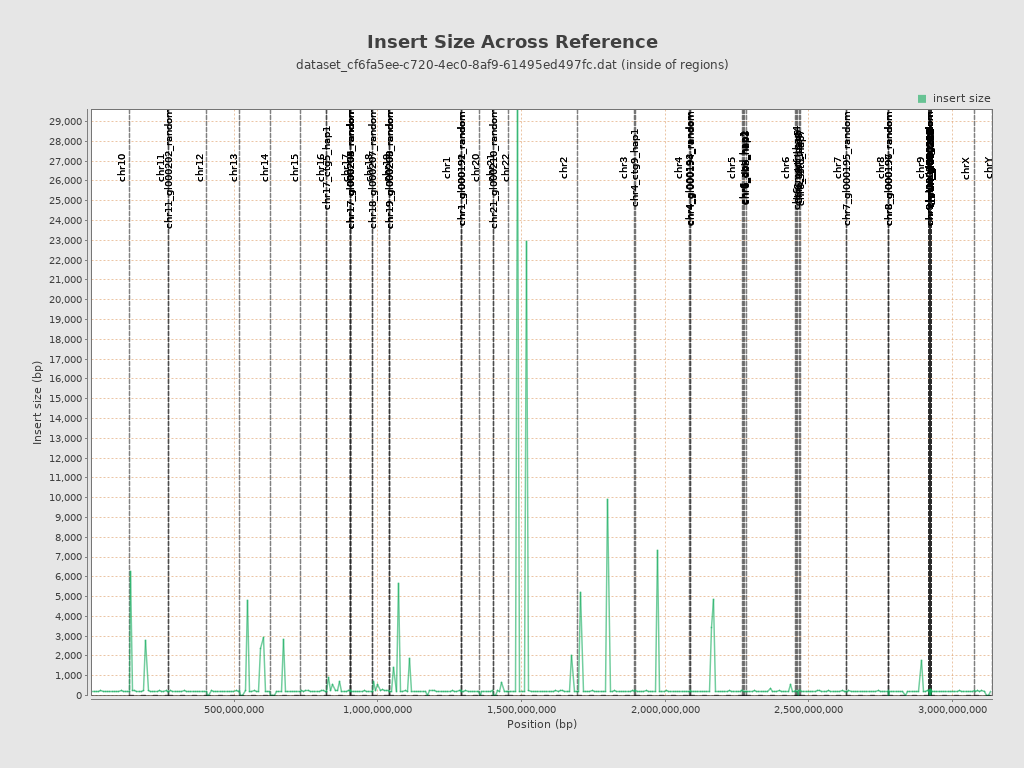 Insert Size Across Reference
dataset_cf6fa5ee-c720-4ec0-8af9-61495ed497fc.dat (inside of regions)
insert size
29,000
28,000
27,000
26,000
25,000
24,000
23,000
22,000
21,000
20,000
19,000
18,000
17,000
16,000
15,000
14,000
13,000
12,000
11,000
10,000
9,000
8,000
7,000
6,000
5,000
4,000
3,000
2,000
1,000
0
Insert size (bp)
chr10
chr11
chr11_gl000202_random
chr12
chr13
chr14
chr15
chr16
chr17_ctg5_hap1
chr1
chr1_gl000192_random
chr20
chr21_gl000210_random
chr22
chr2
chr3
chr4_ctg9_hap1
chr4
chr4_gl000193_random
chr5
chr6
chr7
chr7_gl000195_random
chr8
chr9
chrX
chrY
500,000,000
1,000,000,000
1,500,000,000
2,000,000,000
2,500,000,000
3,000,000,000
Position (bp)